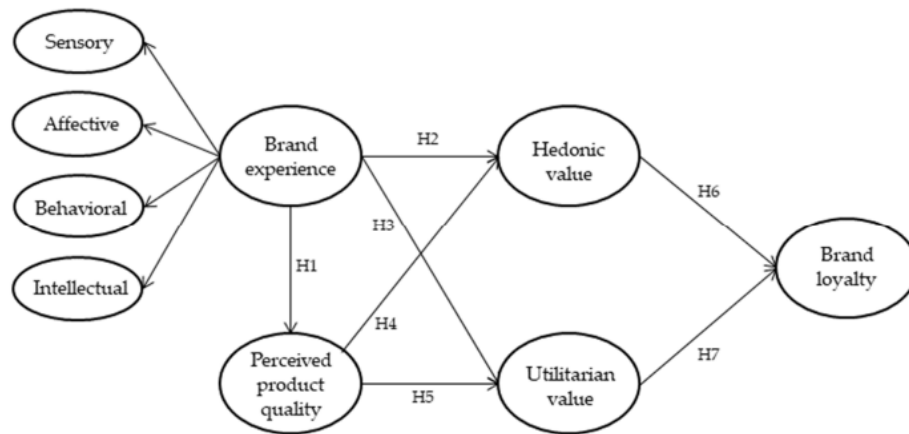 Sensory
Affective
Behavioral
Intellectual
Brand
experience
H1
Perceived
product
quality
H2
H3
H4
H5
Hedonic
value
Utilitarian
value
H6
H7
Brand
loyalty